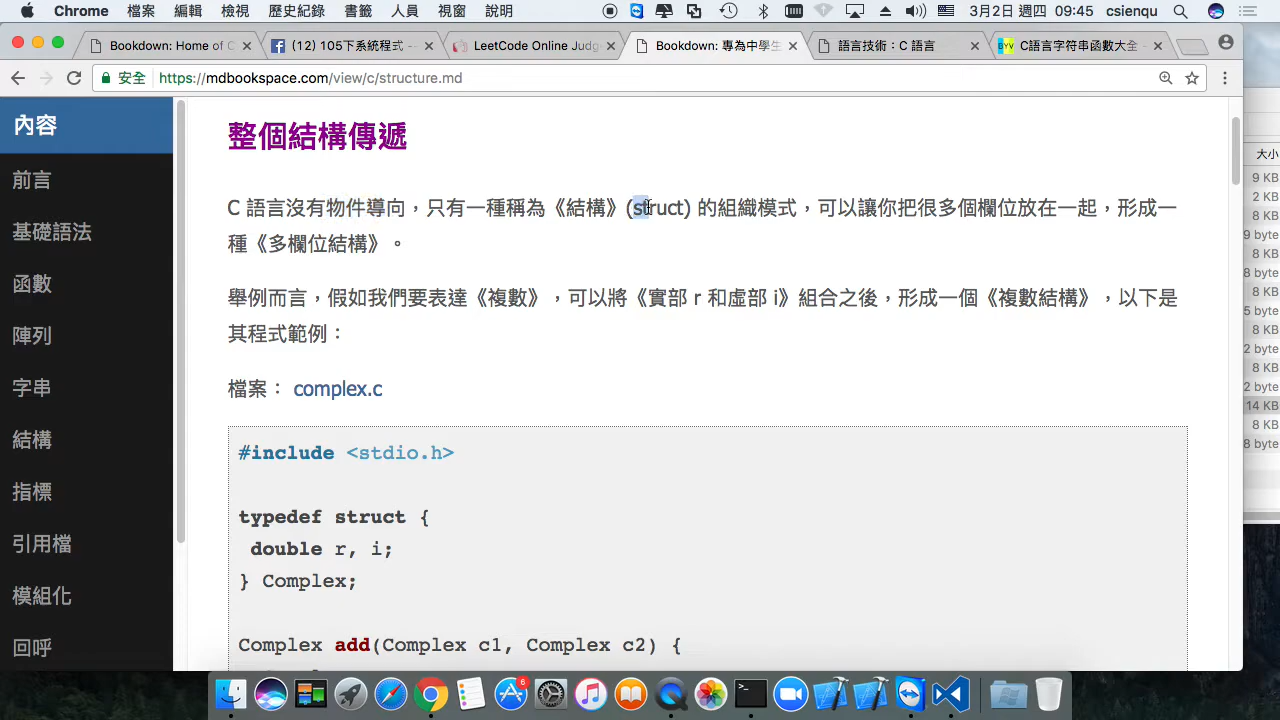 Chrome 檔案 編輯 檢視 歷史紀錄 書籤 人員 視窗 說明 3月2日 週四 09:45 csienqu
Bookdown: Home of C
(12) 105下系統程式 -
LeetCode Online Judg
Bookdown: 專為中學生
語言技術：C 語言
C語言字符串函數大全 -
安全 https://mdbookspace.com/view/c/structure.md
內容
前言
基礎語法
函數
陣列
字串
結構
指標
引用檔
模組化
回呼
整個結構傳遞
C 語言沒有物件導向，只有一種稱為《結構》(struct) 的組織模式，可以讓你把很多個欄位放在一起，形成一
種《多欄位結構》。
舉例而言，假如我們要表達《複數》，可以將《實部 r 和虛部 i》組合之後，形成一個《複數結構》，以下是
其程式範例：
檔案： complex.c
#include <stdio.h>
typedef struct {
double r, i;
} Complex;
Complex add(Complex c1, Complex c2) {
大小
9 KB
2 KB
8 KB
9 byte
8 KB
8 byte
8 KB
5 byte
8 KB
2 byte
8 KB
2 byte
14 KB
8 KB
8 byte
6